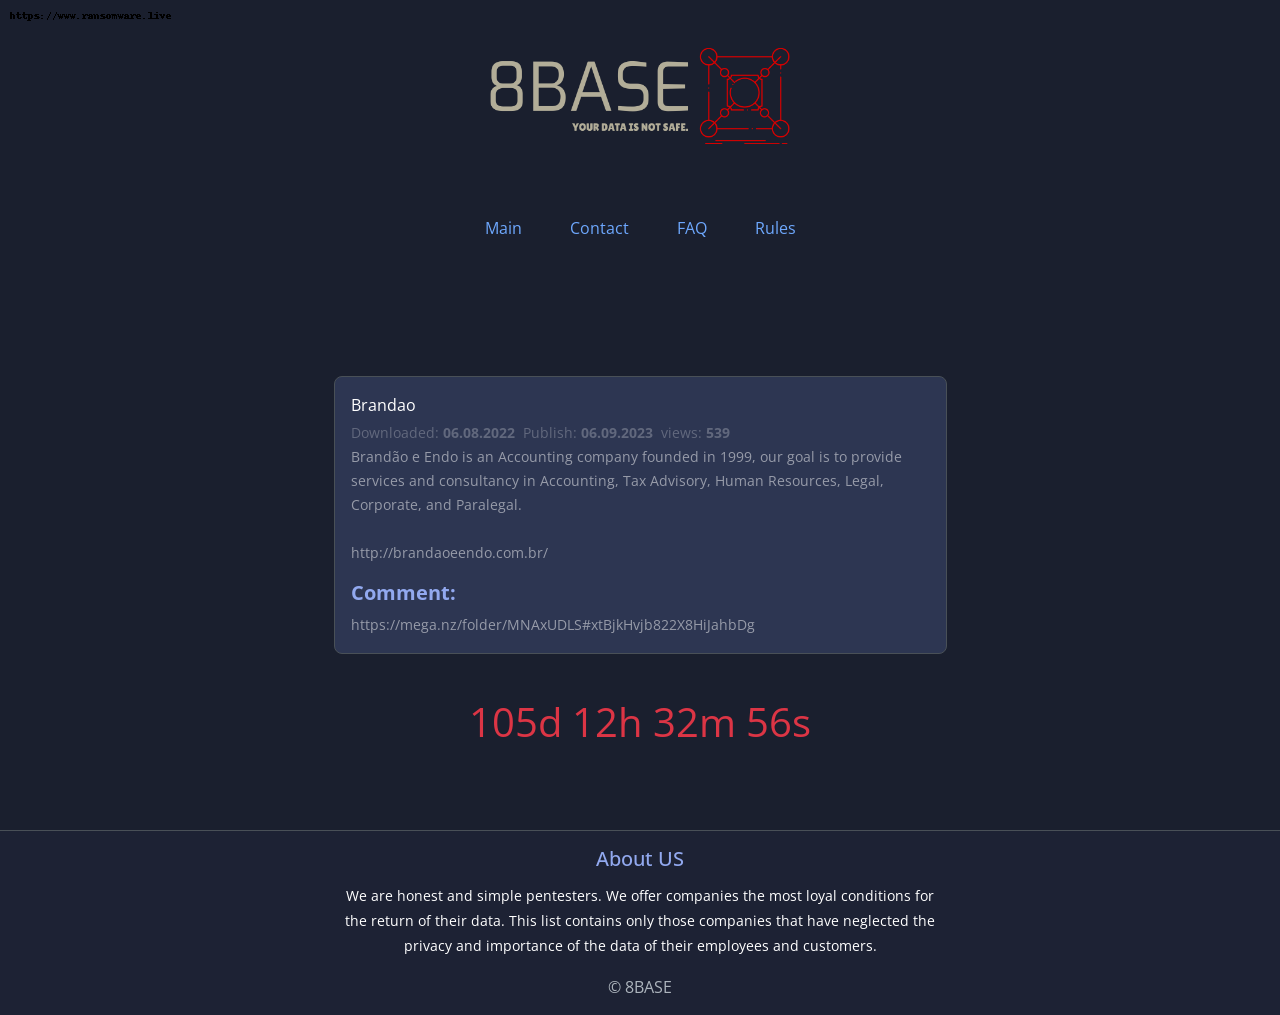 https://www.ransomware.live
8BASE
YOUR DATA IS NOT SAFE.
Main Contact FAQ Rules
Brandao
Downloaded: 06.08.2022 Publish: 06.09.2023 views: 539
Brandão e Endo is an Accounting company founded in 1999, our goal is to provide
services and consultancy in Accounting, Tax Advisory, Human Resources, Legal,
Corporate, and Paralegal.
http://brandaoeendo.com.br/
Comment:
https://mega.nz/folder/MNAxUDLS#xtBjkHvjb822X8HiJahbDg
105d 12h 32m 56s
About US
We are honest and simple pentesters. We offer companies the most loyal conditions for
the return of their data. This list contains only those companies that have neglected the
privacy and importance of the data of their employees and customers.
© 8BASE